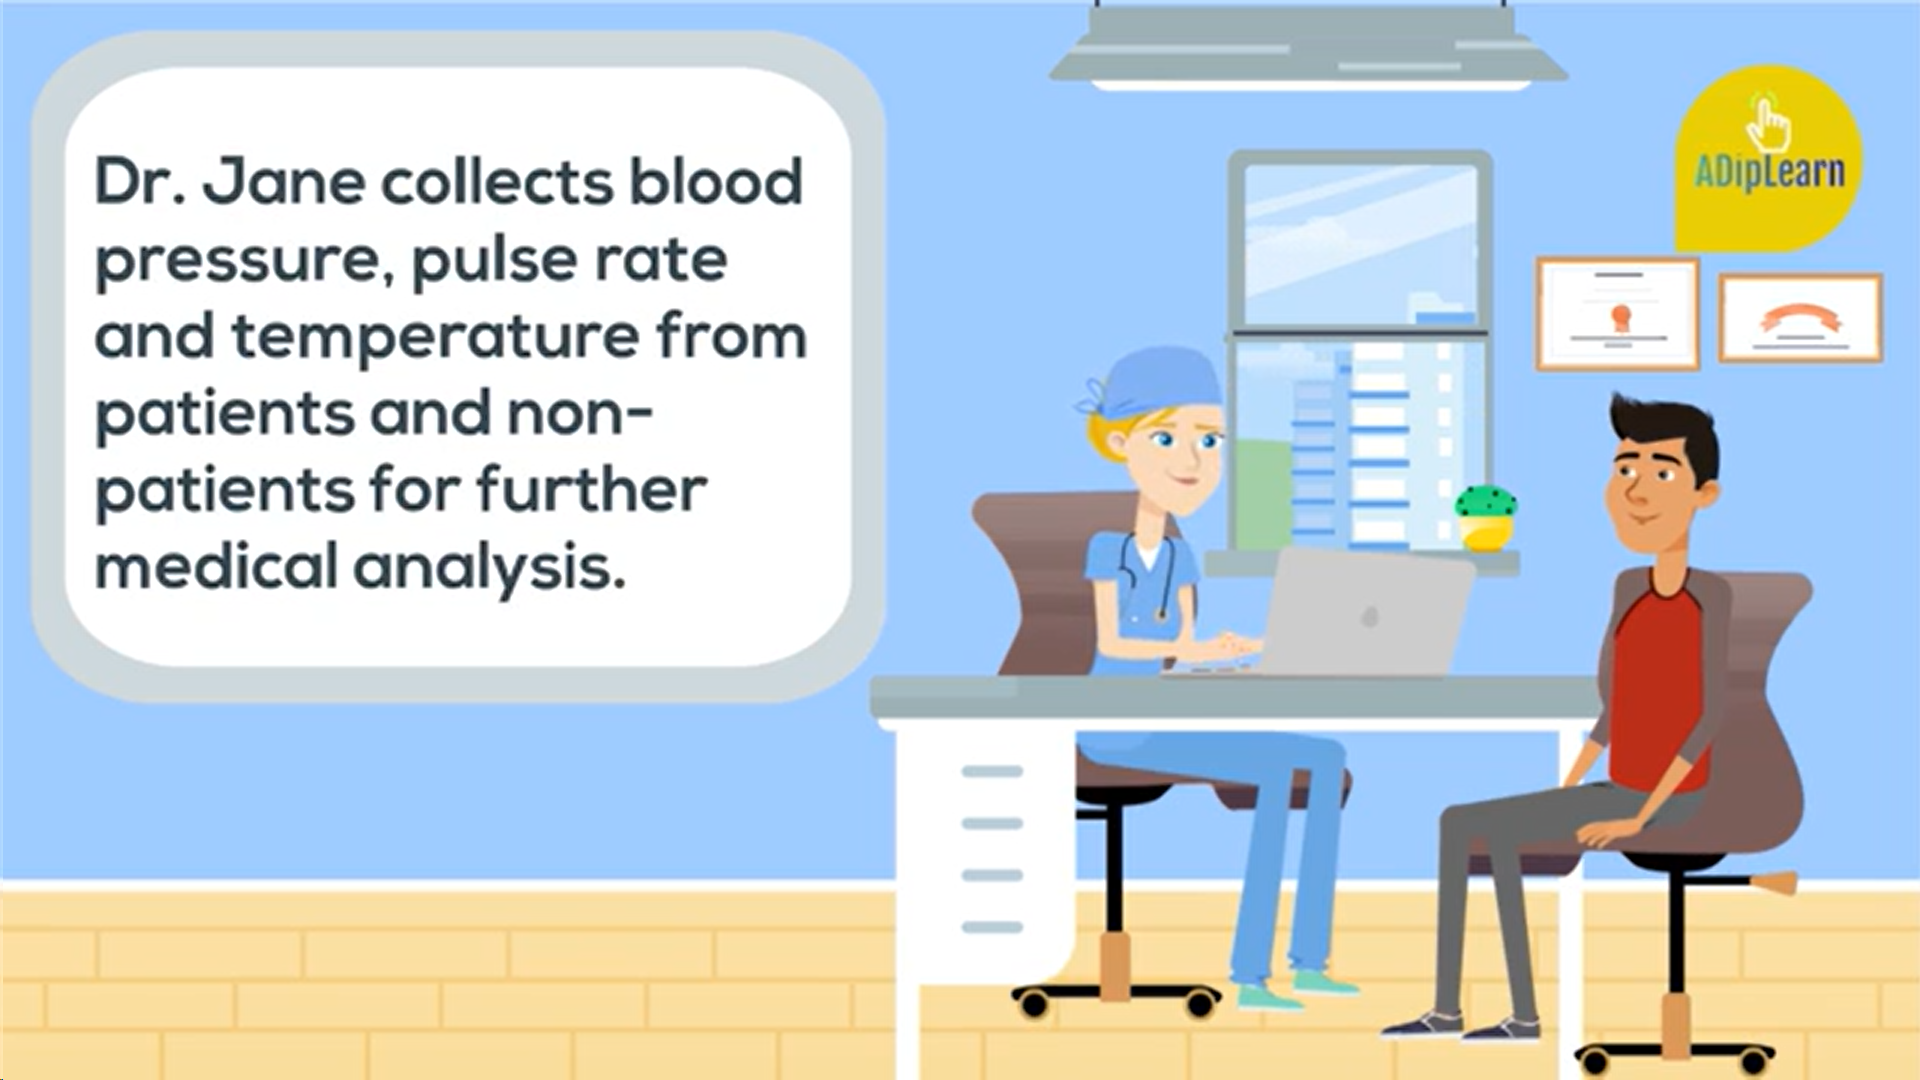 Dr. Jane collects blood
pressure, pulse rate
and temperature from
patients and non-
patients for further
medical analysis.
ADipLearn